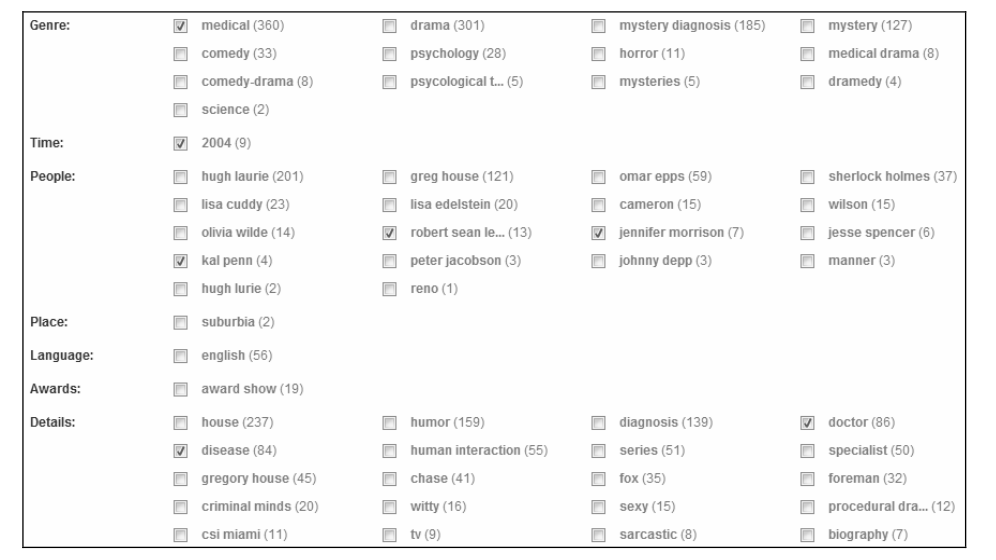 Genre: medical (360) drama (301) mystery diagnosis (185) mystery (127)
comedy (33) psychology (28) horror (11) medical drama (8)
comedy-drama (8) psycological t... (5) mysteries (5) dramedy (4)
science (2)
Time: 2004 (9)
People: hugh laurie (201) greg house (121) omar epps (59) sherlock holmes (37)
lisa cuddy (23) lisa edelstein (20) cameron (15) wilson (15)
olivia wilde (14) robert sean le... (13) jennifer morrison (7) jesse spencer (6)
kal penn (4) peter jacobson (3) johnny depp (3) manner (3)
hugh lurie (2) reno (1)
Place: suburbia (2)
Language: english (56)
Awards: award show (19)
Details: house (237) humor (159) diagnosis (139) doctor (86)
disease (84) human interaction (55) series (51) specialist (50)
gregory house (45) chase (41) fox (35) foreman (32)
criminal minds (20) witty (16) sexy (15) procedural dra... (12)
csi miami (11) tv (9) sarcastic (8) biography (7)